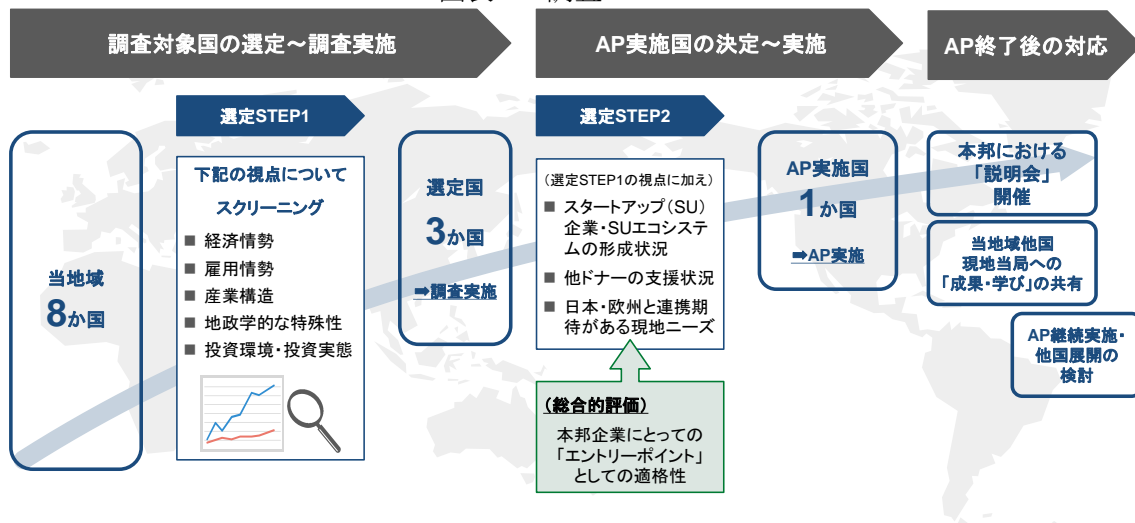 調査対象国の選定～調査実施
AP実施国の決定～実施
AP終了後の対応
選定STEP1
選定STEP2
当地域
8か国
下記の視点について
スクリーニング
■ 経済情勢
■ 雇用情勢
■ 産業構造
■ 地政学的な特殊性
■ 投資環境・投資実態
選定国
3か国
➡調査実施
(選定STEP1の視点に加え)
■ スタートアップ(SU)
企業・SUエコシステ
ムの形成状況
■ 他ドナーの支援状況
■ 日本・欧州と連携期
待がある現地ニーズ
(総合的評価)
本邦企業にとっての
「エントリーポイント」
としての適格性
AP実施国
1か国
➡AP実施
本邦における
「説明会」
開催
当地域他国
現地当局への
「成果・学び」の共有
AP継続実施・
他国展開の
検討